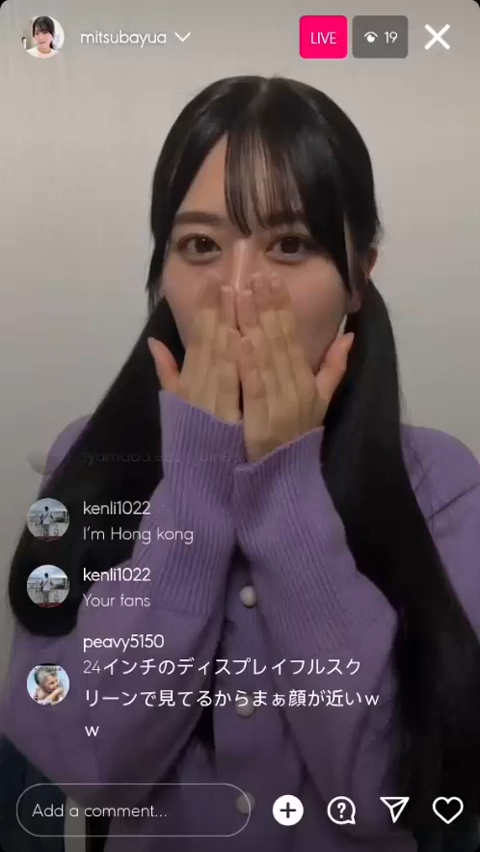 mitsubayua
LIVE
19
kenli1022
I'm Hong kong
kenli1022
Your fans
peavy5150
24インチのディスプレイフルスク
リーンで見てるからまぁ顔が近いw
w
Add a comment...